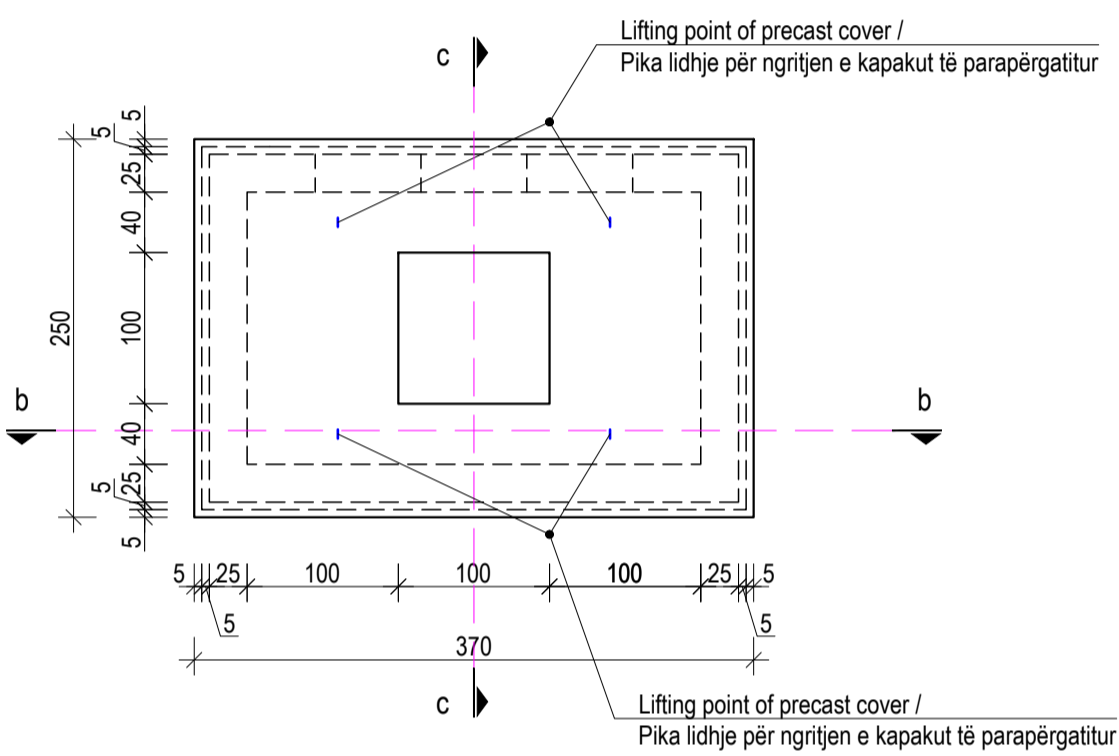 Lifting point of precast cover /
Pika lidhje për ngritjen e kapakut të parapërgatitur
c
5
5
25
40
250
100
b
b
40
5
25
5
5
25
100
100
100
25
5
5
5
370
c
Lifting point of precast cover /
Pika lidhje për ngritjen e kapakut të parapërgatitur